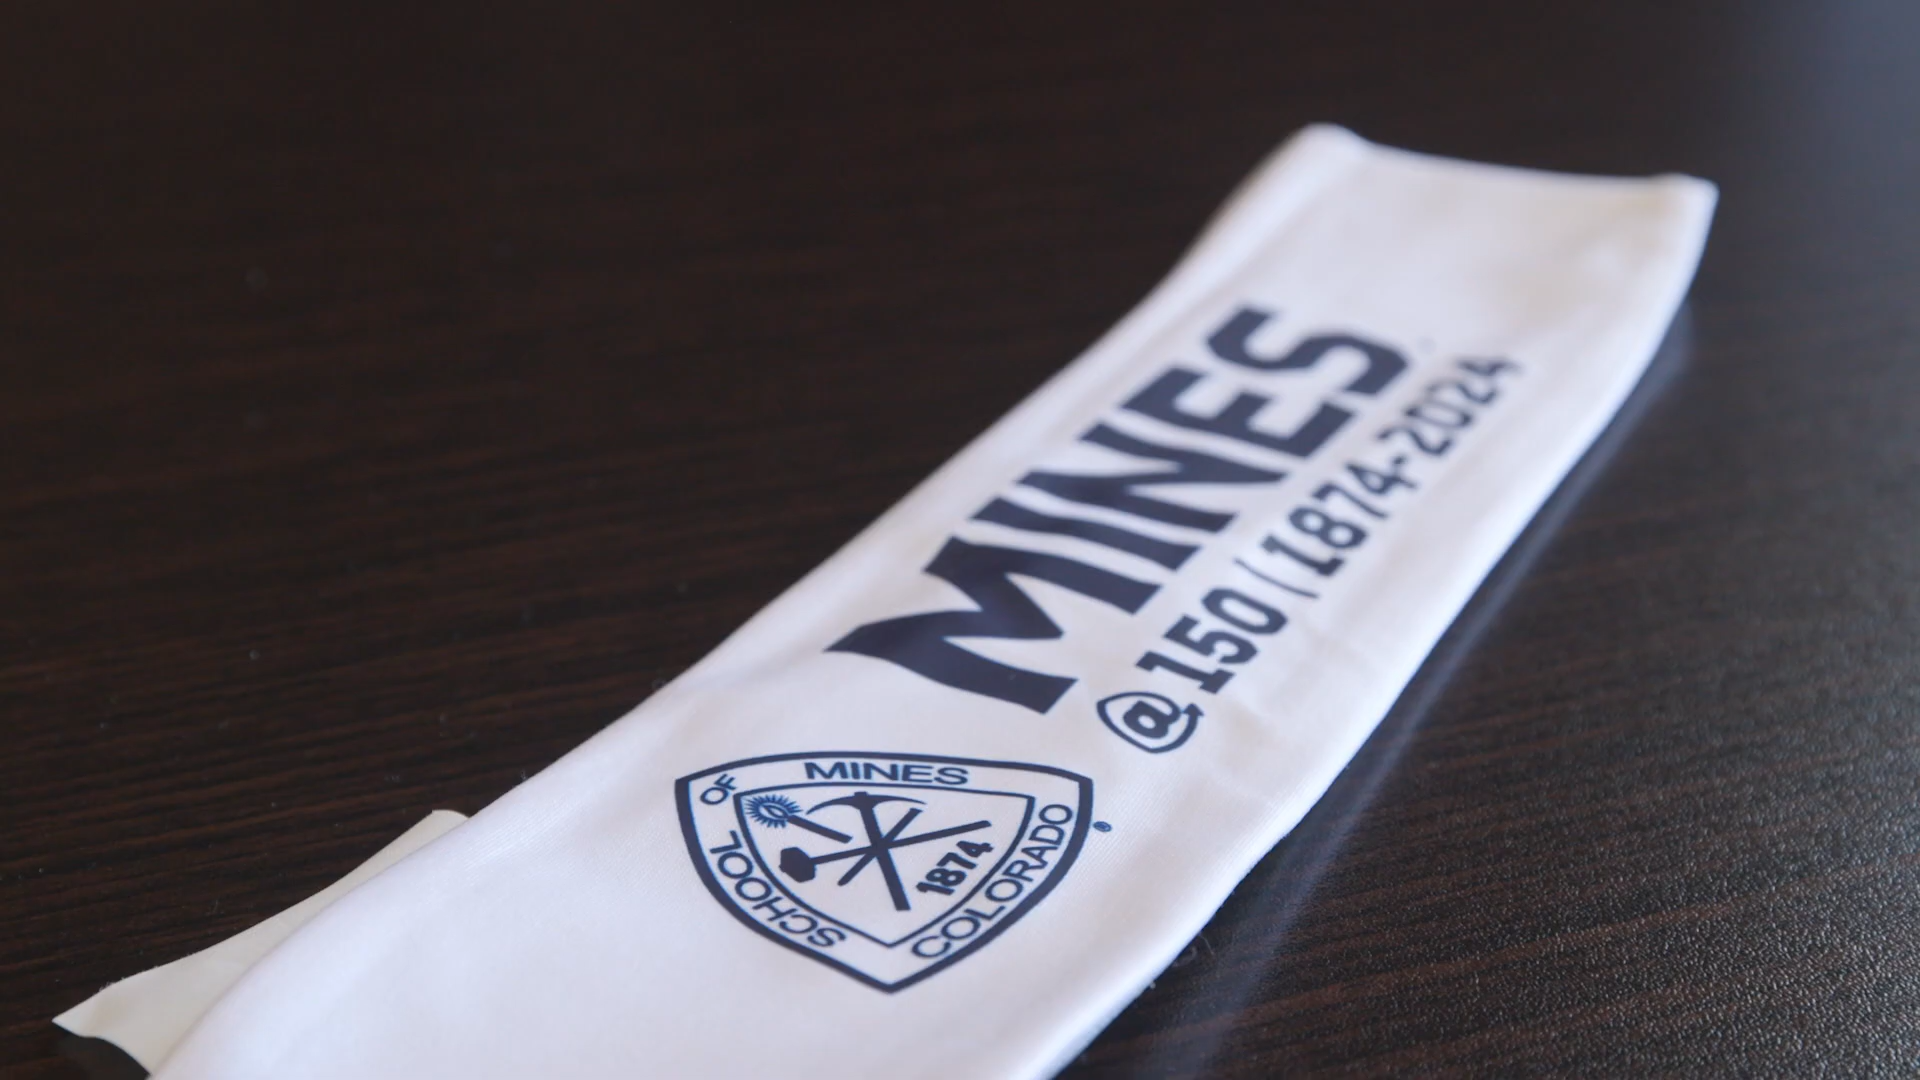 MINES
@150 | 1874-2024
COLORADO SCHOOL OF MINES
1874
®